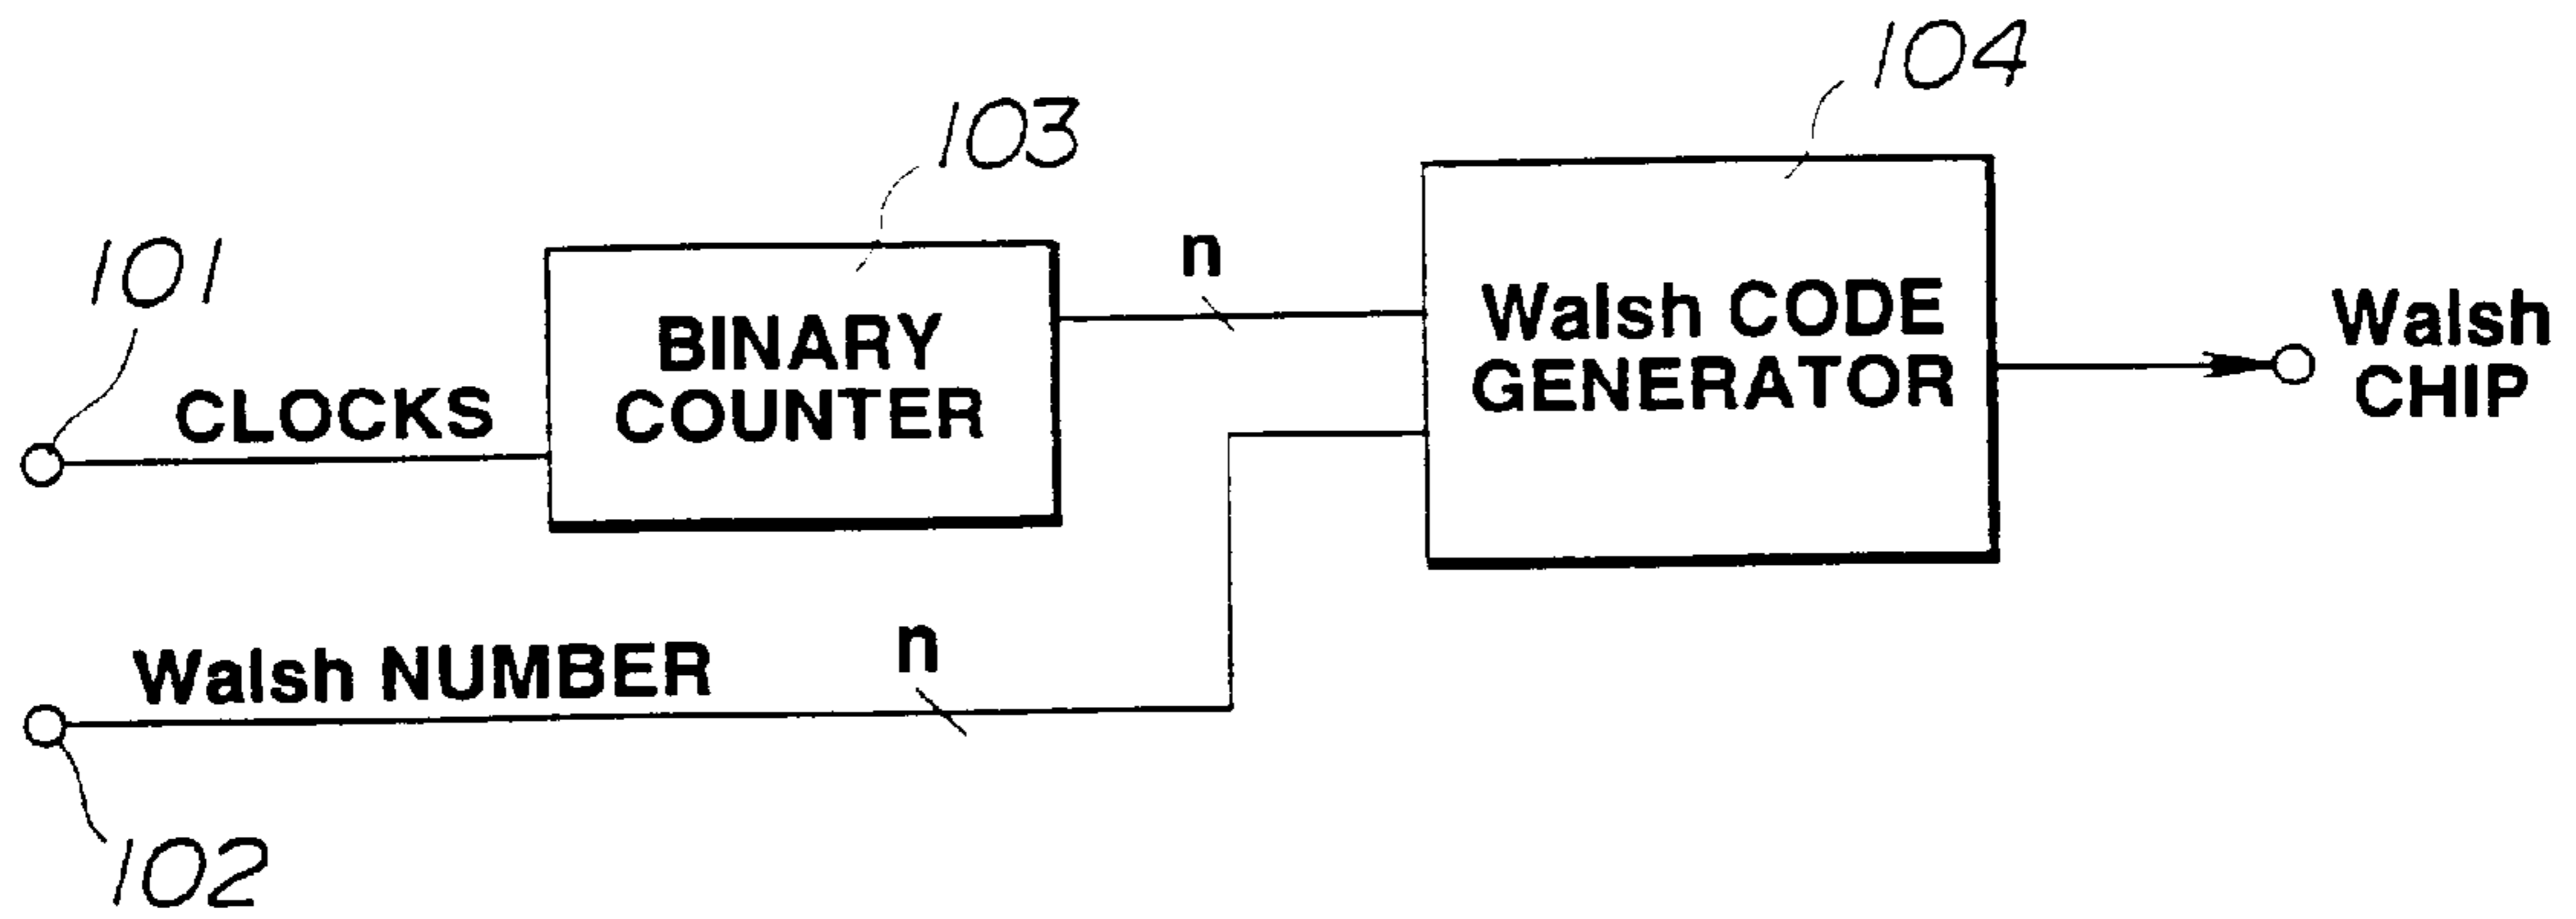 104
103
101
n
Walsh CODE
GENERATOR
Walsh
CHIP
BINARY
COUNTER
CLOCKS
Walsh NUMBER
n
102